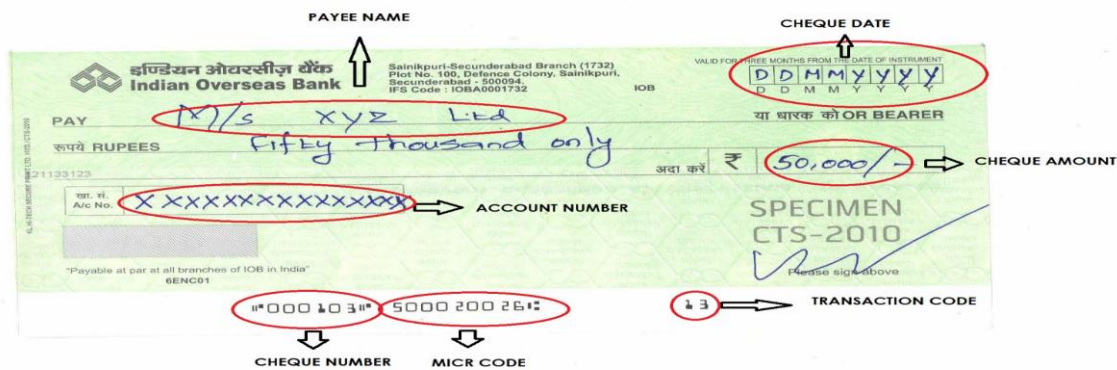 PAYEE NAME
CHEQUE DATE
इण्डियन ओवरसीज़ बैंक
Indian Overseas Bank
Sainikpuri-Secunderabad Branch (1732)
Plot No. 100, Defence Colony, Sainikpuri,
Secunderabad - 500094.
IFS Code : IOBA0001732
IOB
VALID FOR THREE MONTHS FROM THE DATE OF INSTRUMENT
D D M M Y Y Y Y
D D M M Y Y Y Y
PAY M/s XYZ Ltd या धारक को OR BEARER
रुपये RUPEES Fifty thousand only
अदा करें ₹ 50,000/-
CHEQUE AMOUNT
121133123
खा. सं.
A/c No. XXXXXXXXXXXXXXX
ACCOUNT NUMBER
SPECIMEN
CTS-2010
"Payable at par at all branches of IOB in India"
6ENC01
Please sign above
⑈000103⑈ 500020026⑆ 13
TRANSACTION CODE
CHEQUE NUMBER
MICR CODE